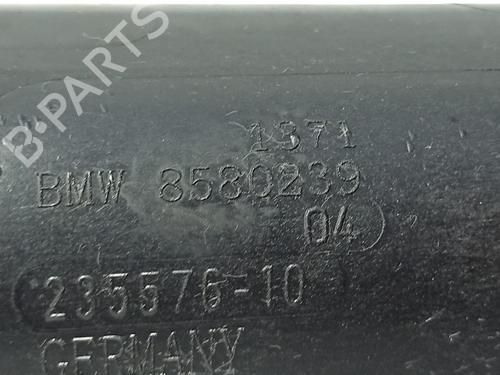 B-PARTS
1371
BMW 8580239
04
235576-10
GERMANY